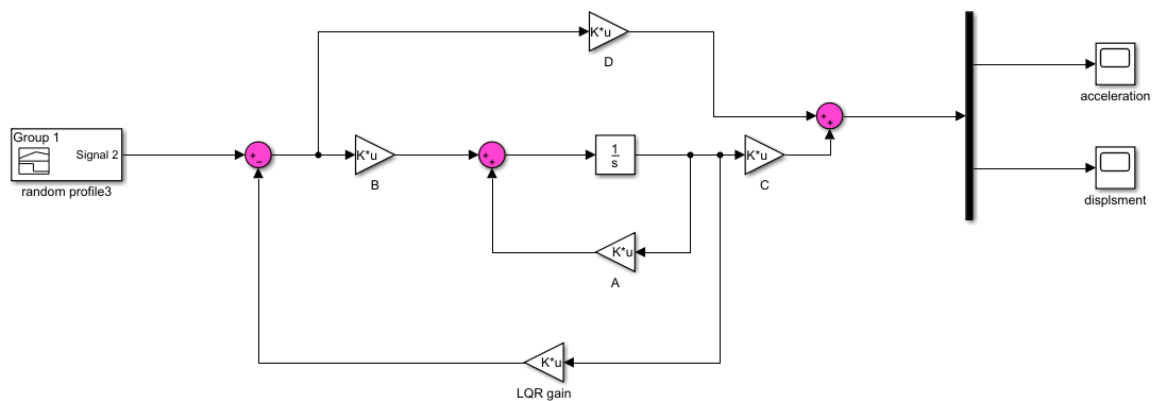 K*u
D
acceleration
Group 1
Signal 2
random profile3
+
−
K*u
B
+
+
1
s
K*u
C
+
+
displsment
K*u
A
K*u
LQR gain